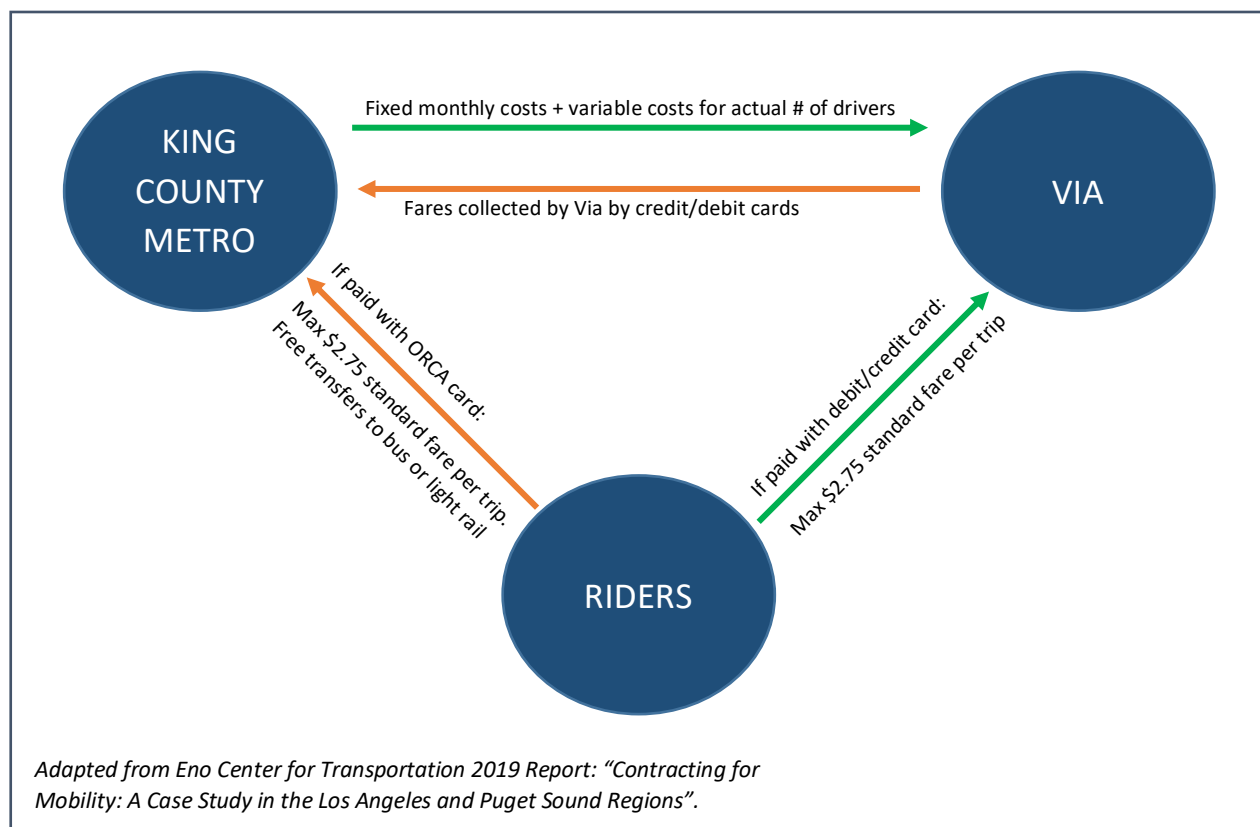 Fixed monthly costs + variable costs for actual # of drivers
KING
COUNTY
METRO
VIA
Fares collected by Via by credit/debit cards
If paid with ORCA card:
Max $2.75 standard fare per trip.
Free transfers to bus or light rail
If paid with debit/credit card:
Max $2.75 standard fare per trip
RIDERS
Adapted from Eno Center for Transportation 2019 Report: “Contracting for
Mobility: A Case Study in the Los Angeles and Puget Sound Regions”.